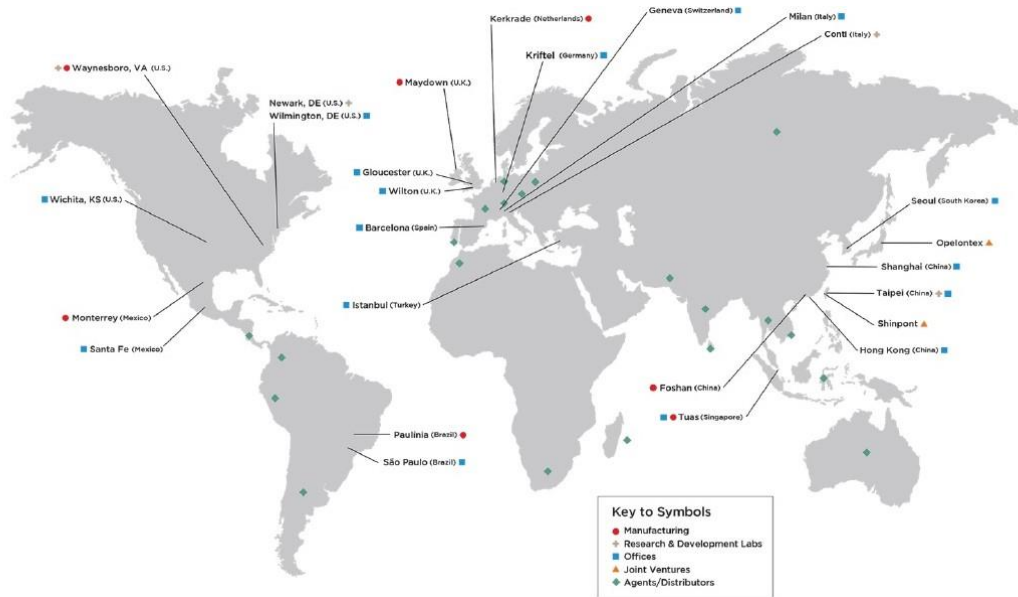 Kerkrade (Netherlands)
Geneva (Switzerland)
Milan (Italy)
Conti (Italy)
Kriftel (Germany)
Waynesboro, VA (U.S.)
Maydown (U.K.)
Newark, DE (U.S.)
Wilmington, DE (U.S.)
Gloucester (U.K.)
Wilton (U.K.)
Wichita, KS (U.S.)
Seoul (South Korea)
Barcelona (Spain)
Opelontex
Shanghai (China)
Taipei (China)
Istanbul (Turkey)
Monterrey (Mexico)
Shinpont
Santa Fe (Mexico)
Hong Kong (China)
Foshan (China)
Tuas (Singapore)
Paulínia (Brazil)
São Paulo (Brazil)
Key to Symbols
Manufacturing
Research & Development Labs
Offices
Joint Ventures
Agents/Distributors